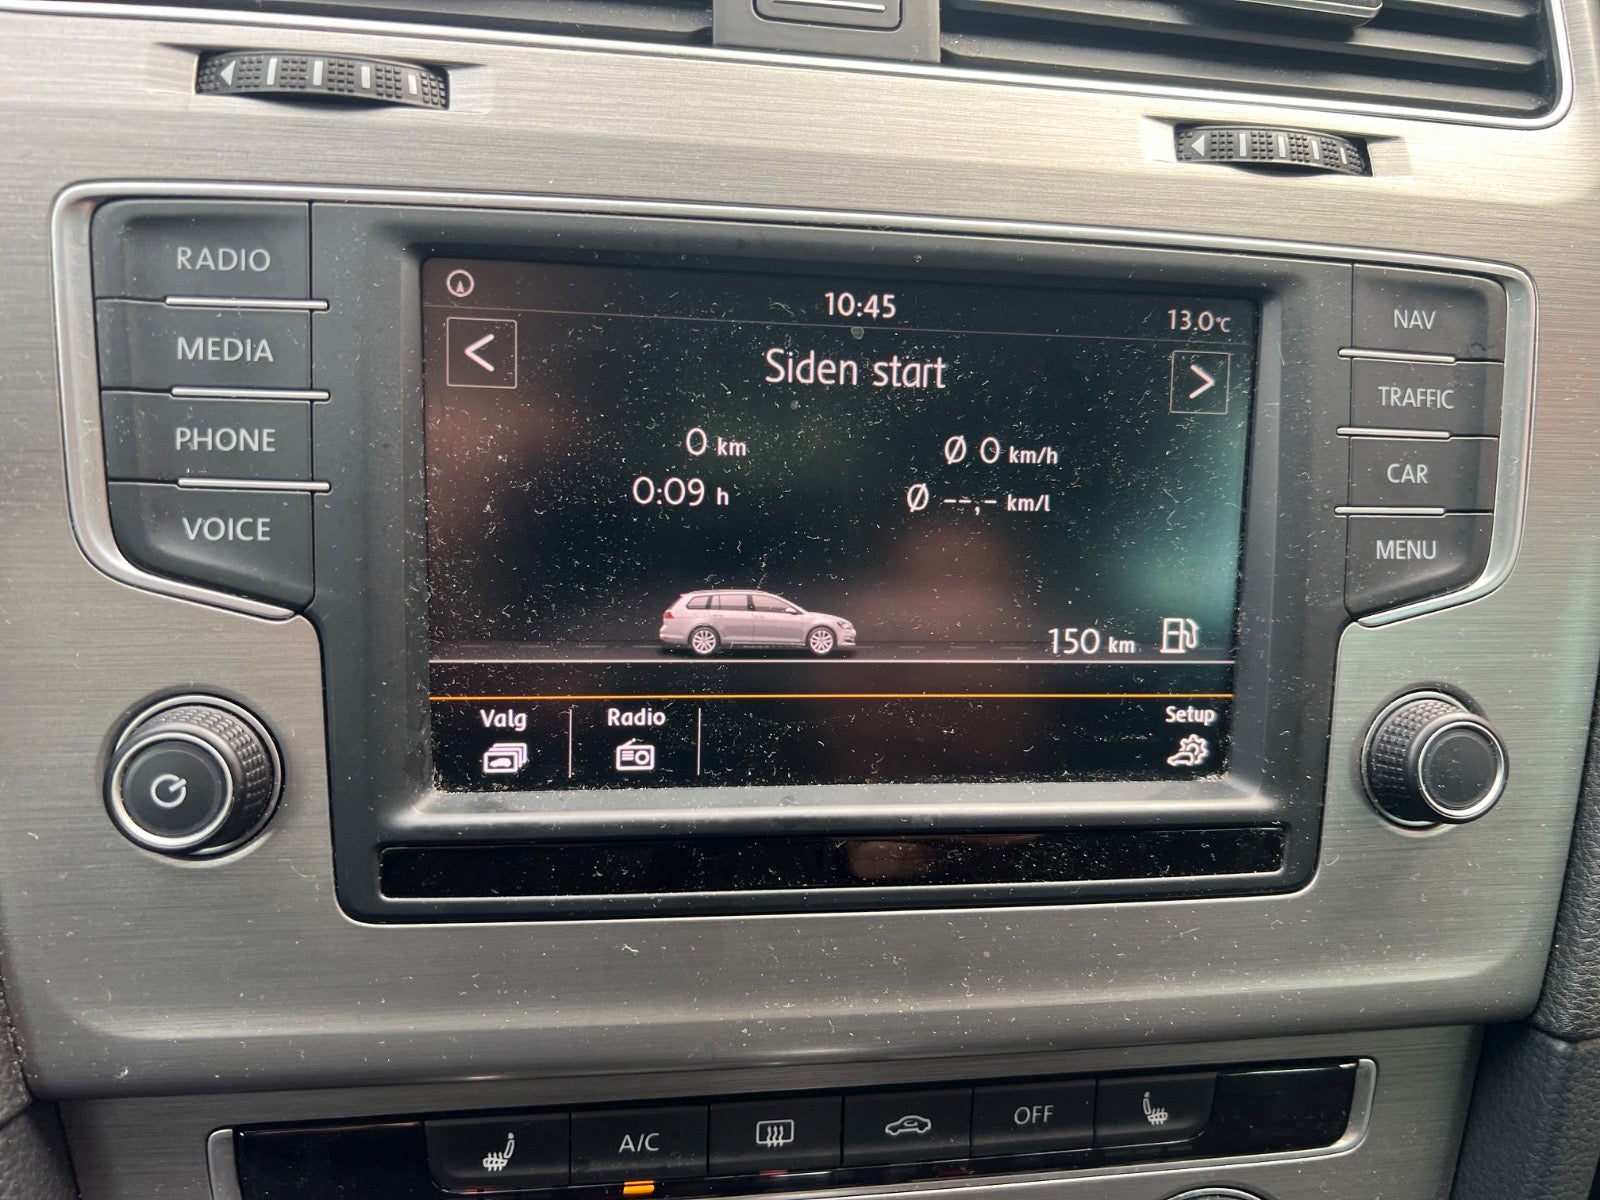 RADIO
MEDIA
PHONE
VOICE
10:45
13.0°C
Siden start
0 km
Ø 0 km/h
0:09 h
Ø --,- km/l
150 km
Valg
Radio
Setup
NAV
TRAFFIC
CAR
MENU
A/C
OFF